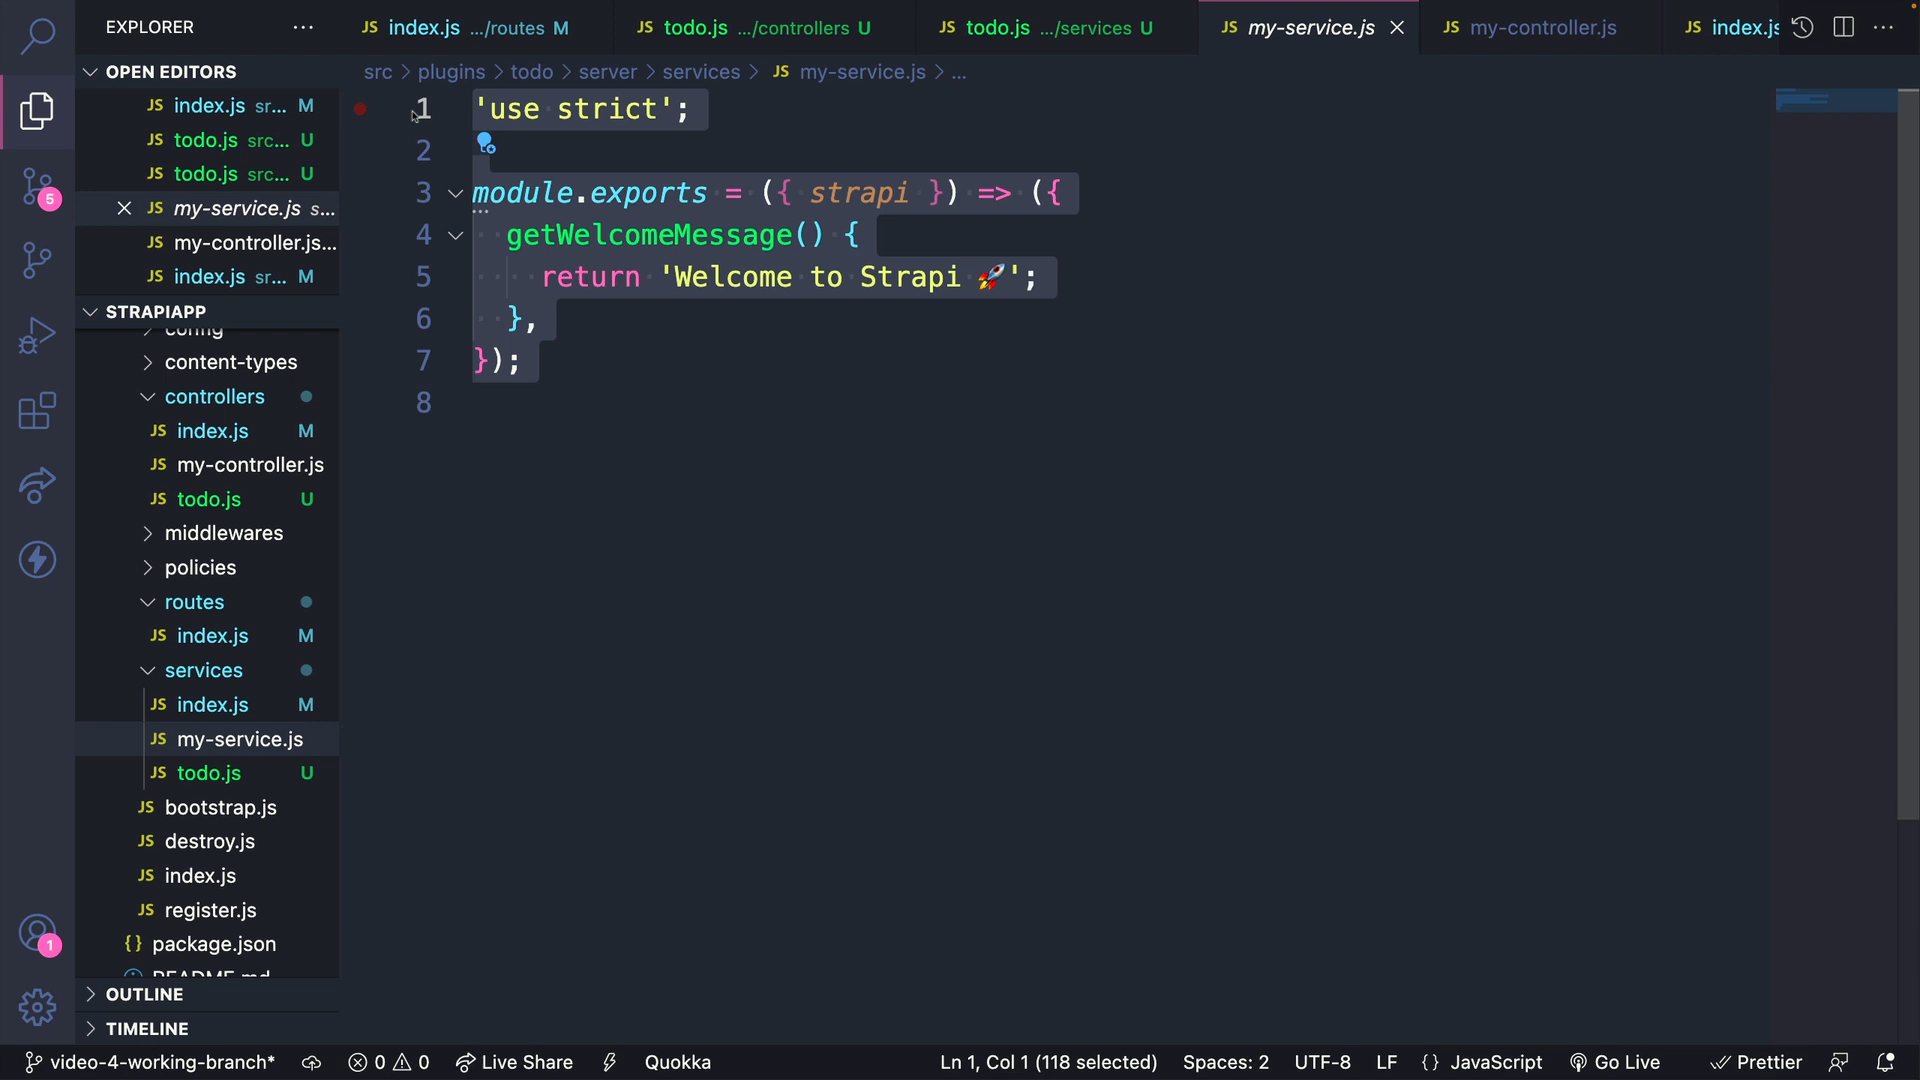 EXPLORER ...
JS index.js .../routes M
JS todo.js .../controllers U
JS todo.js .../services U
JS my-service.js
JS my-controller.js
JS index.js
...
OPEN EDITORS
JS index.js sr... M
JS todo.js src... U
JS todo.js src... U
JS my-service.js s...
JS my-controller.js...
JS index.js sr... M
STRAPIAPP
config
content-types
controllers
JS index.js M
JS my-controller.js
JS todo.js U
middlewares
policies
routes
JS index.js M
services
JS index.js M
JS my-service.js
JS todo.js U
JS bootstrap.js
JS destroy.js
JS index.js
JS register.js
{} package.json
README.md
OUTLINE
TIMELINE
5
1
src > plugins > todo > server > services > JS my-service.js > ...
1 'use strict';
2
3 module.exports = ({ strapi }) => ({
4 getWelcomeMessage() {
5 return 'Welcome to Strapi 🚀';
6 },
7 });
8
video-4-working-branch* 0 0 Live Share Quokka Ln 1, Col 1 (118 selected) Spaces: 2 UTF-8 LF {} JavaScript Go Live Prettier